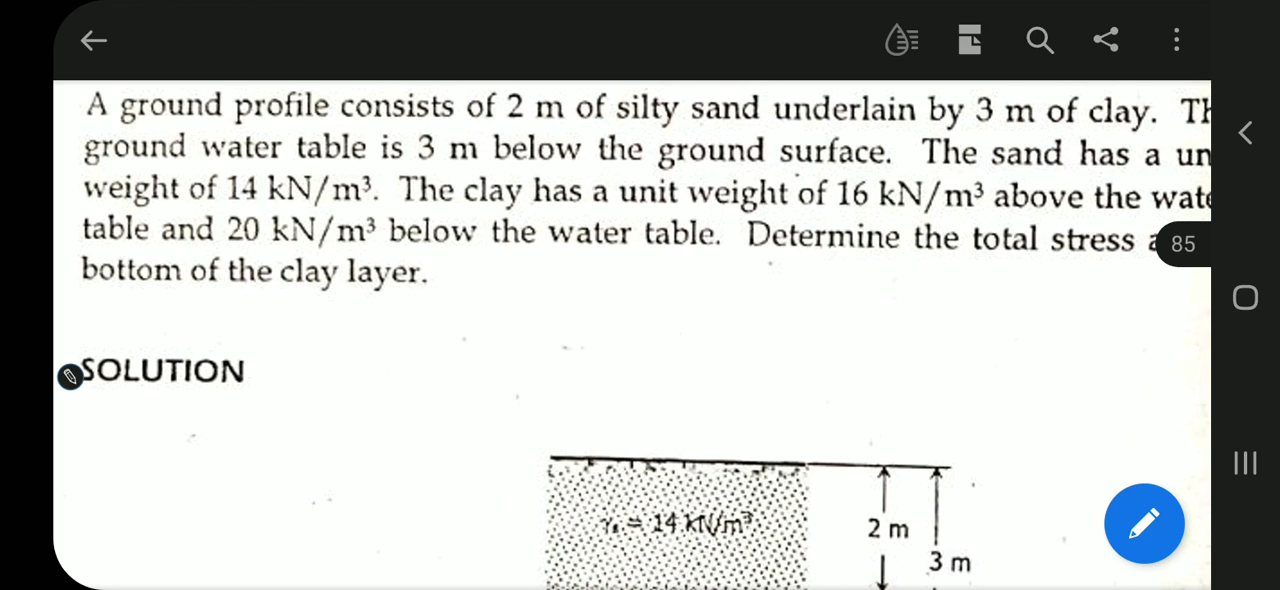 A ground profile consists of 2 m of silty sand underlain by 3 m of clay. Th
ground water table is 3 m below the ground surface. The sand has a un
weight of 14 kN/m³. The clay has a unit weight of 16 kN/m³ above the wate
table and 20 kN/m³ below the water table. Determine the total stress a
85
bottom of the clay layer.
SOLUTION
= 14 kN/m³
2 m
3 m